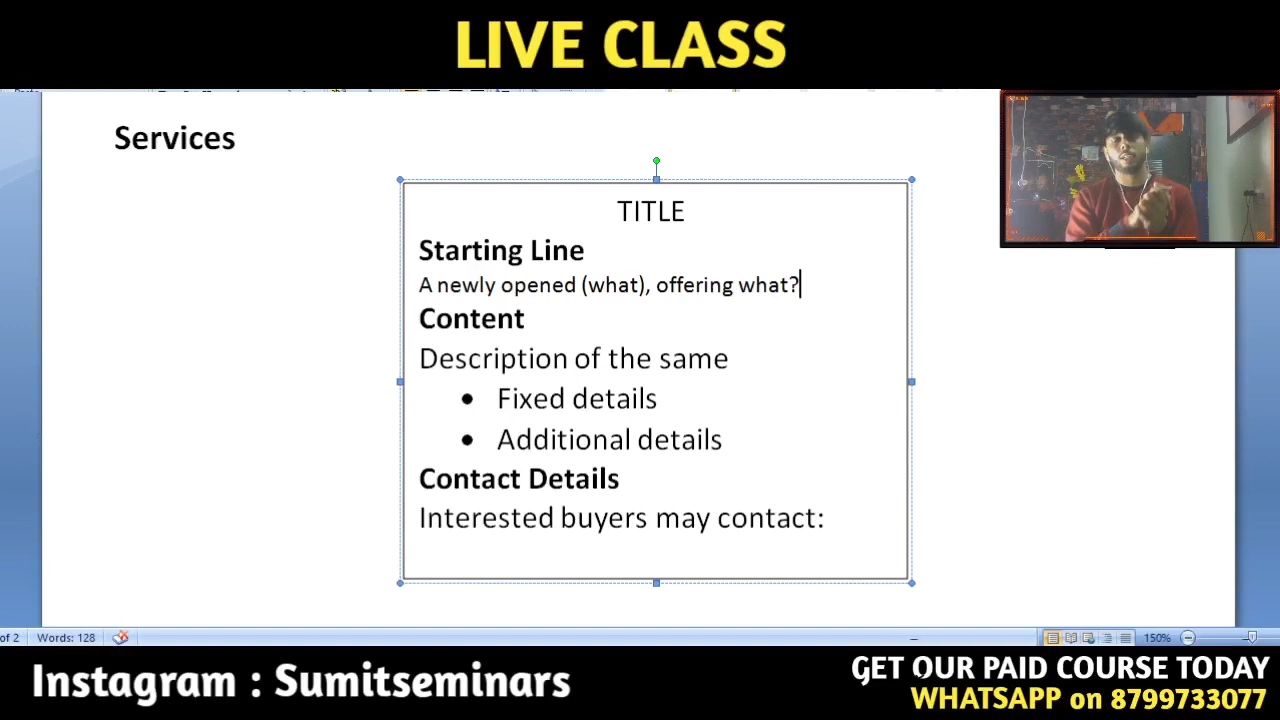 LIVE CLASS
Services
TITLE
Starting Line
A newly opened (what), offering what?
Content
Description of the same
• Fixed details
• Additional details
Contact Details
Interested buyers may contact:
of 2 Words: 128 150%
Instagram : Sumitseminars
GET OUR PAID COURSE TODAY
WHATSAPP on 8799733077